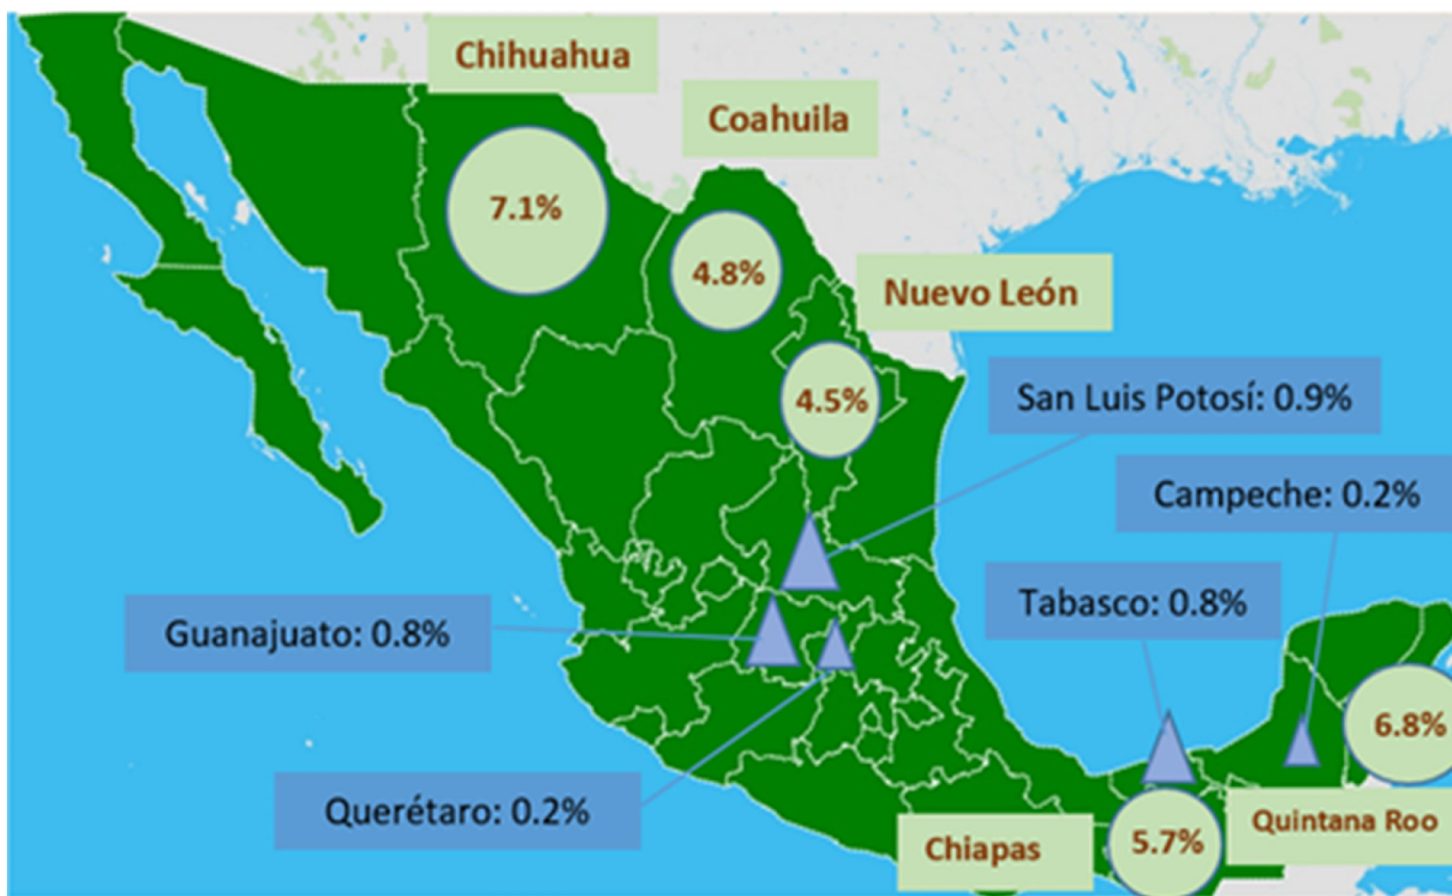 Chihuahua
Coahuila
7.1%
4.8%
Nuevo León
4.5%
San Luis Potosí: 0.9%
Campeche: 0.2%
Tabasco: 0.8%
Guanajuato: 0.8%
6.8%
Querétaro: 0.2%
Quintana Roo
Chiapas
5.7%